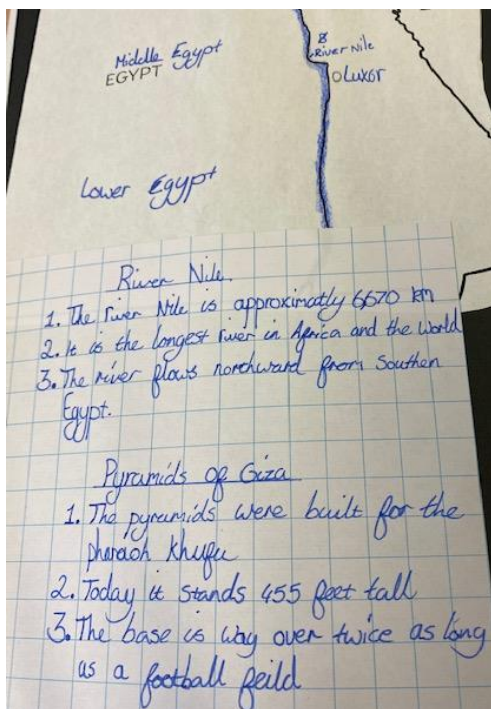 Middle Egypt
EGYPT
8
River Nile
Luxor
Lower Egypt
River Nile
1. The river Nile is approximatly 6,670 km
2. It is the longest river in Africa and the World
3. The river flows northward from Southen
Egypt.
Pyramids of Giza
1. The pyramids were built for the
pharaoh Khufu
2. Today it stands 455 feet tall
3. The base is way over twice as long
as a football feild